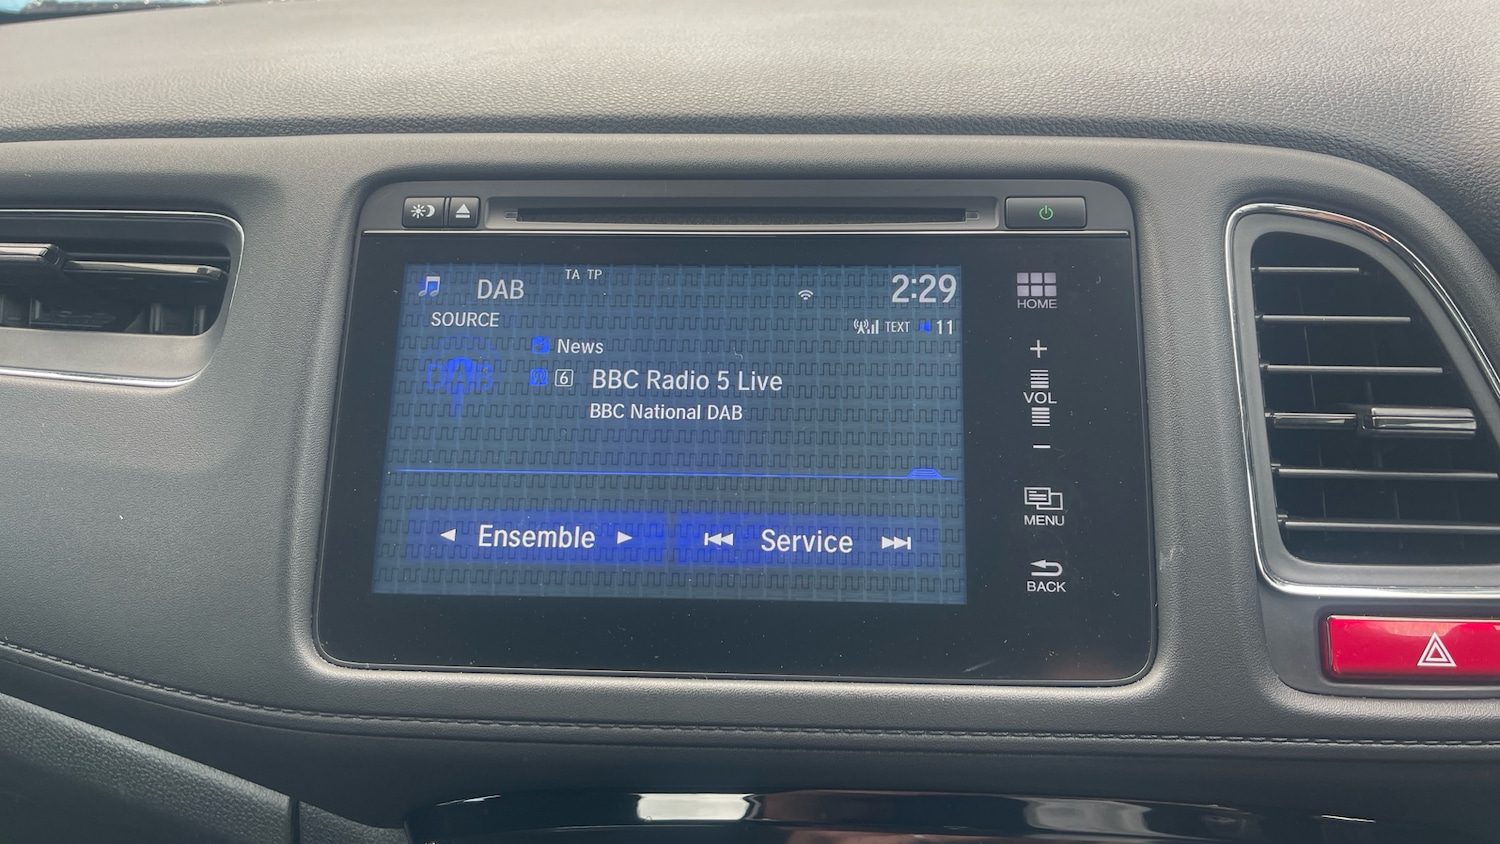 TA TP
DAB
2:29
SOURCE
TEXT
11
News
6
BBC Radio 5 Live
BBC National DAB
Ensemble
Service
HOME
+
VOL
−
MENU
BACK